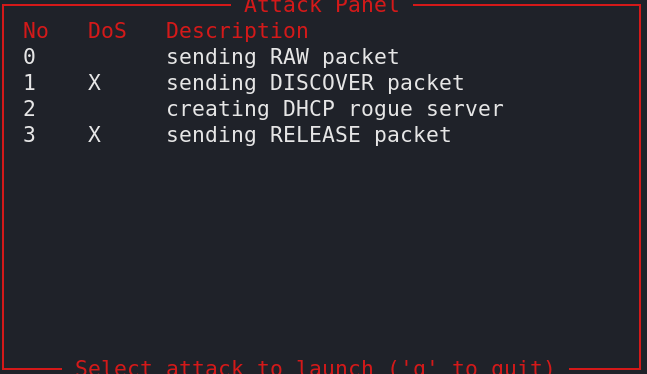 Attack Panel
No DoS Description
0 sending RAW packet
1 X sending DISCOVER packet
2 creating DHCP rogue server
3 X sending RELEASE packet
Select attack to launch ('q' to quit)